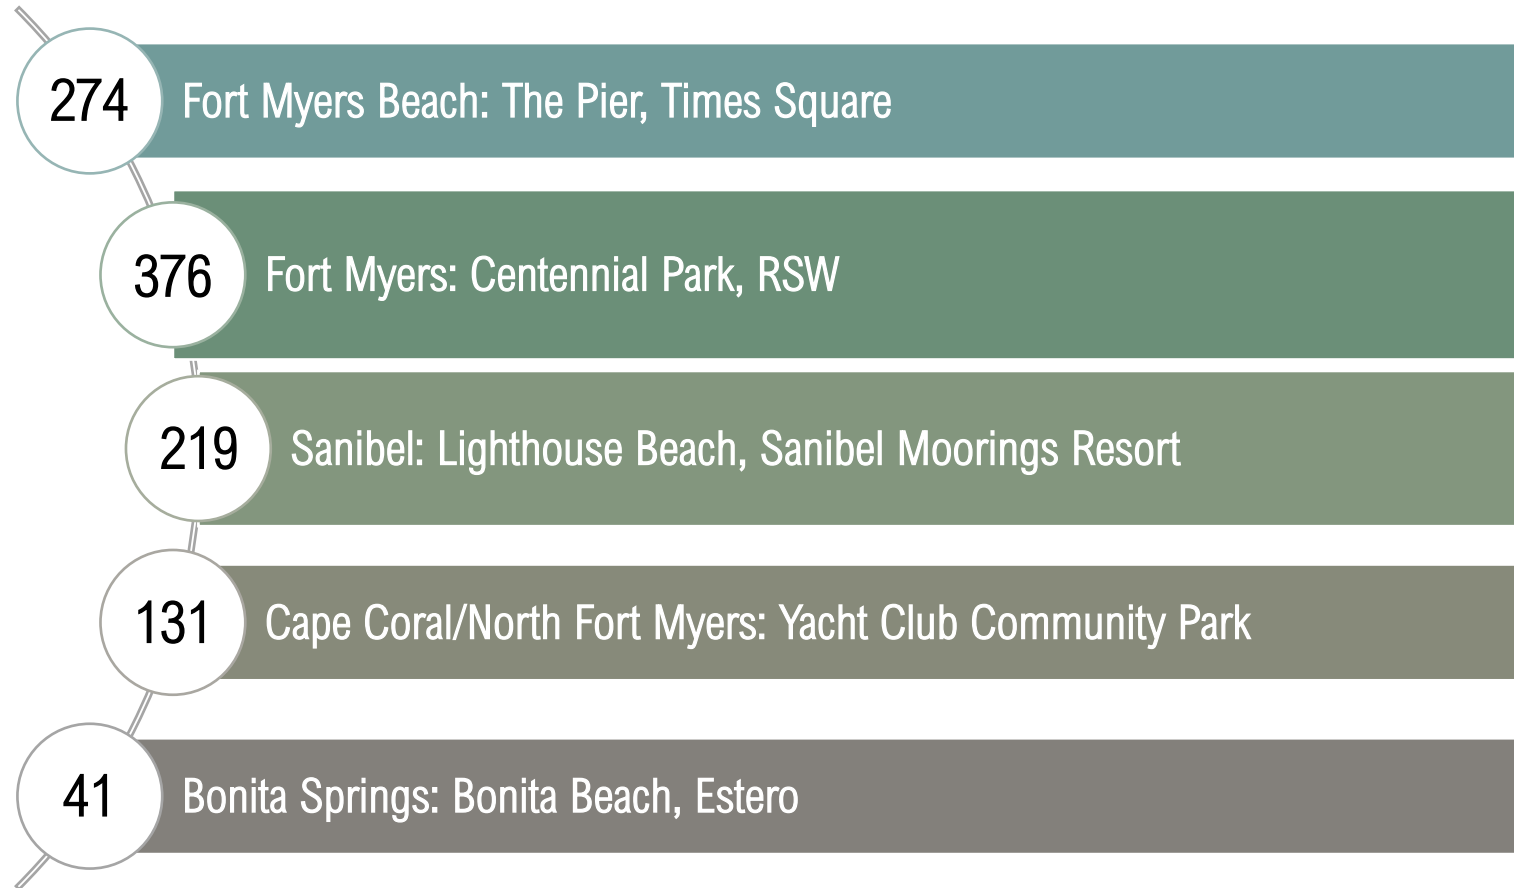 274
Fort Myers Beach: The Pier, Times Square
376
Fort Myers: Centennial Park, RSW
219
Sanibel: Lighthouse Beach, Sanibel Moorings Resort
131
Cape Coral/North Fort Myers: Yacht Club Community Park
41
Bonita Springs: Bonita Beach, Estero